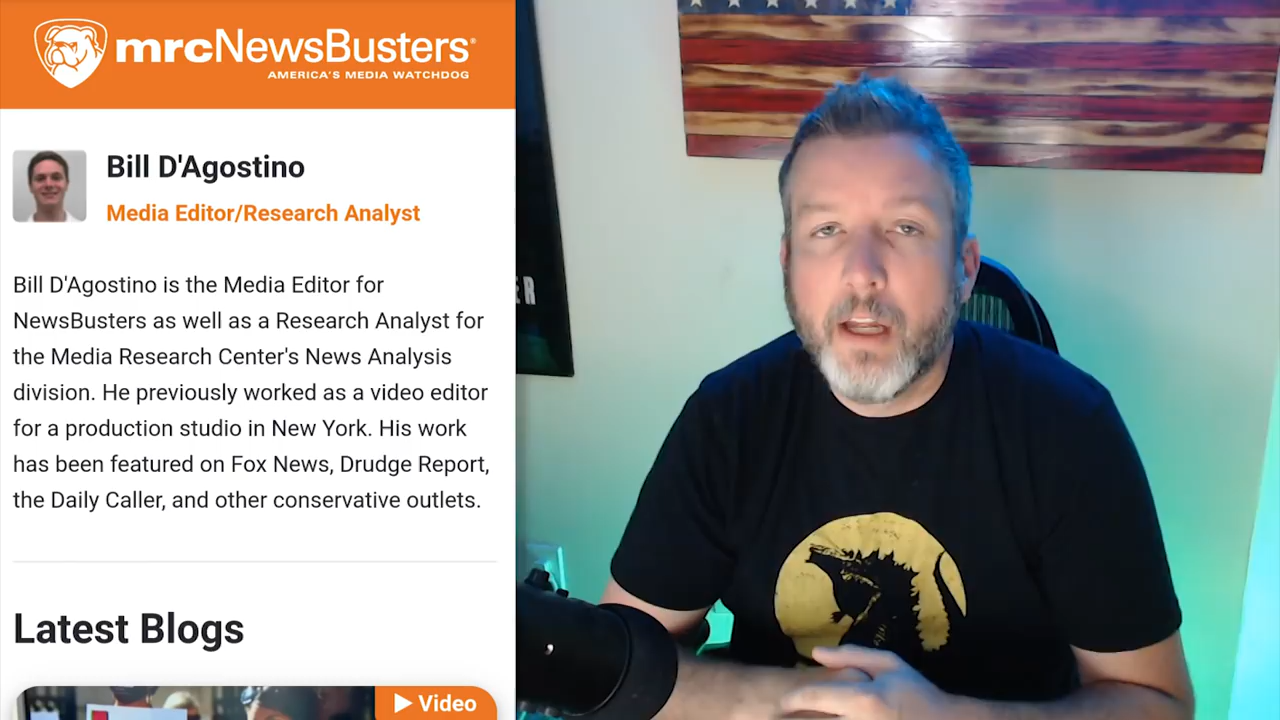 mrcNewsBusters®
AMERICA'S MEDIA WATCHDOG
Bill D'Agostino
Media Editor/Research Analyst
Bill D'Agostino is the Media Editor for
NewsBusters as well as a Research Analyst for
the Media Research Center's News Analysis
division. He previously worked as a video editor
for a production studio in New York. His work
has been featured on Fox News, Drudge Report,
the Daily Caller, and other conservative outlets.
Latest Blogs
Video
ER